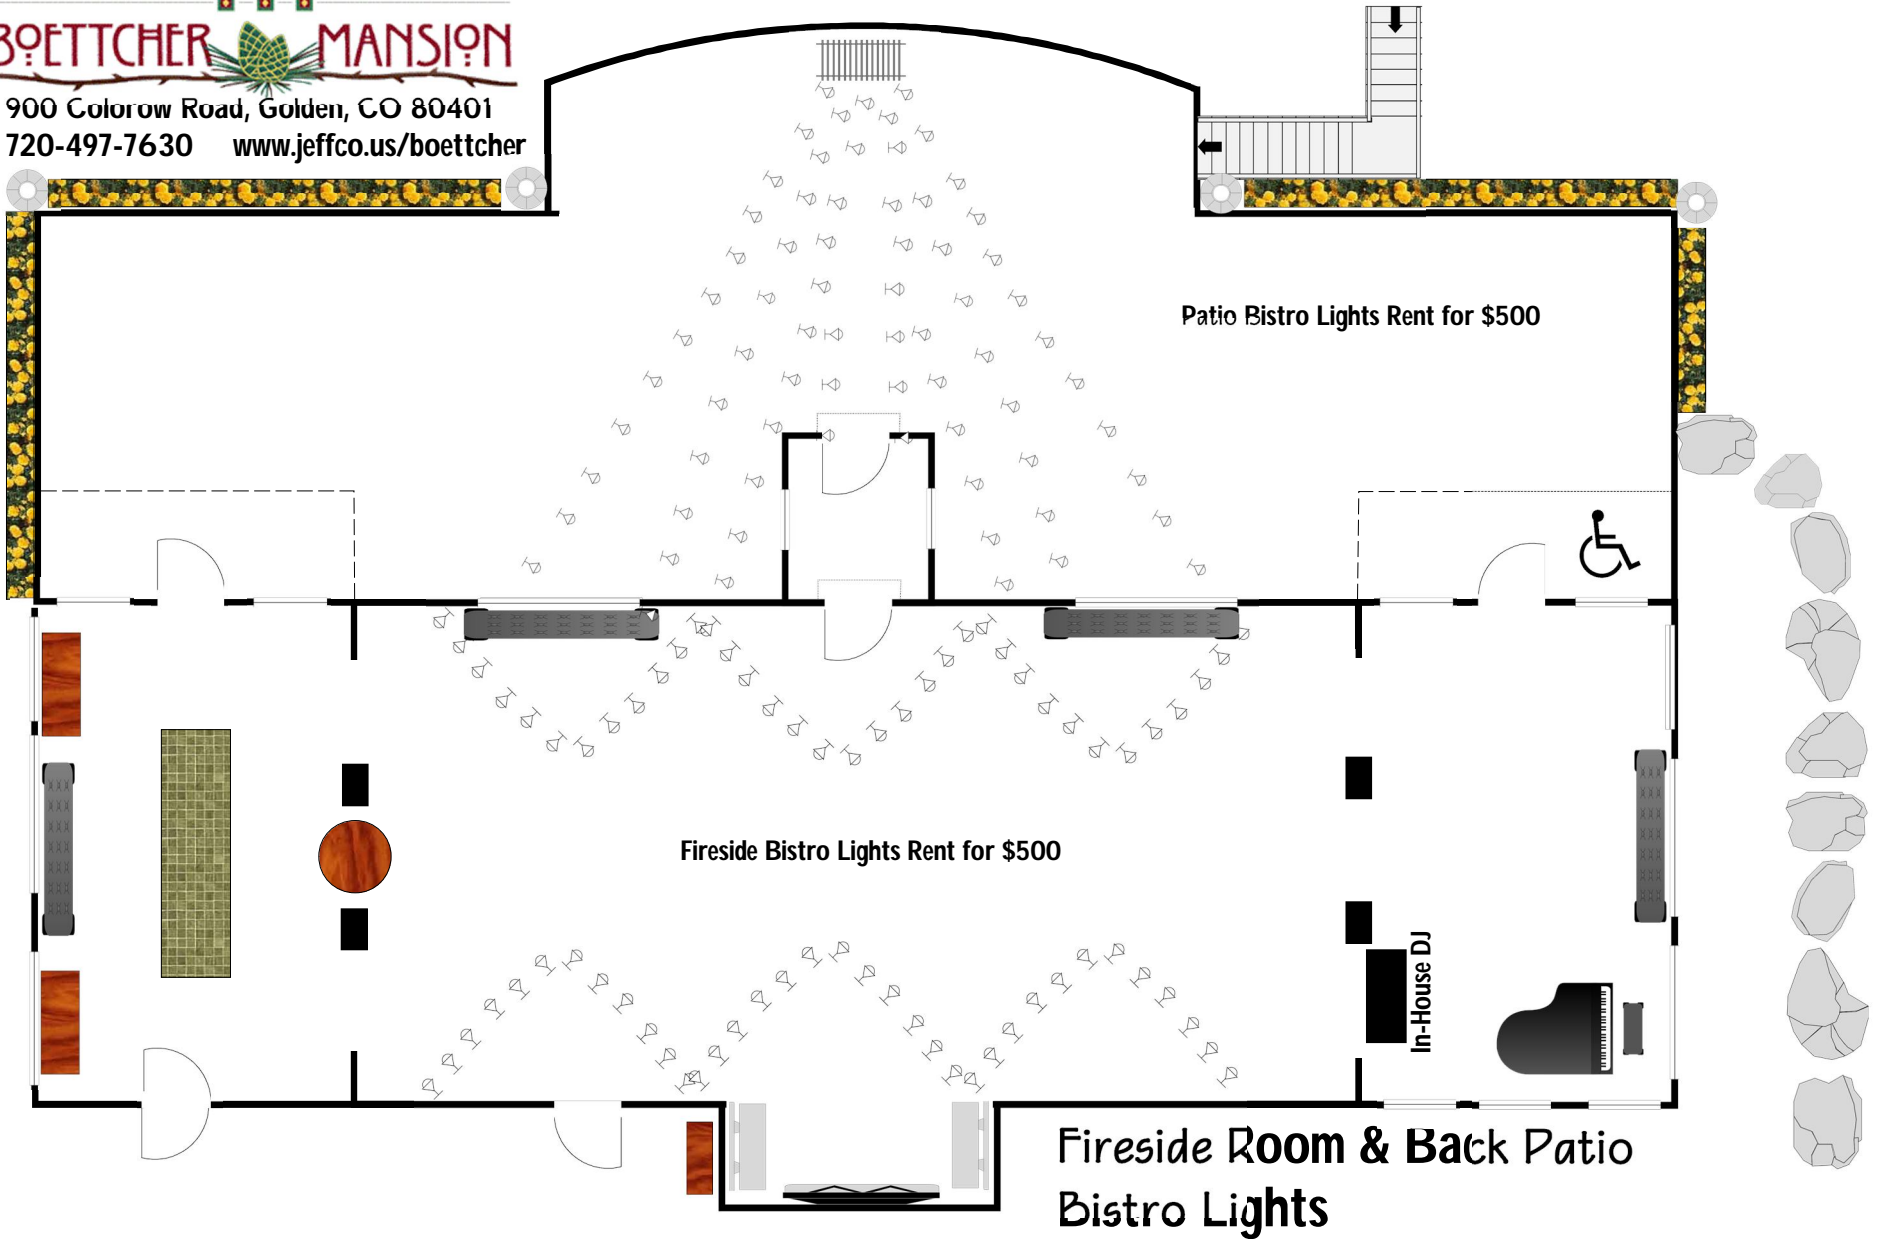 BOETTCHER MANSION
900 Colorow Road, Golden, CO 80401
720-497-7630 www.jeffco.us/boettcher
Patio Bistro Lights Rent for $500
Fireside Bistro Lights Rent for $500
In-House DJ
Fireside Room & Back Patio
Bistro Lights